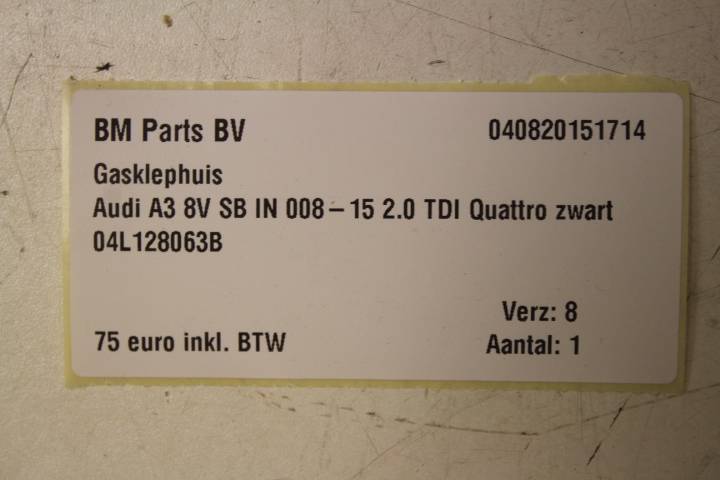 BM Parts BV 040820151714
Gasklephuis
Audi A3 8V SB IN 008-15 2.0 TDI Quattro zwart
04L128063B
Verz: 8
75 euro inkl. BTW Aantal: 1